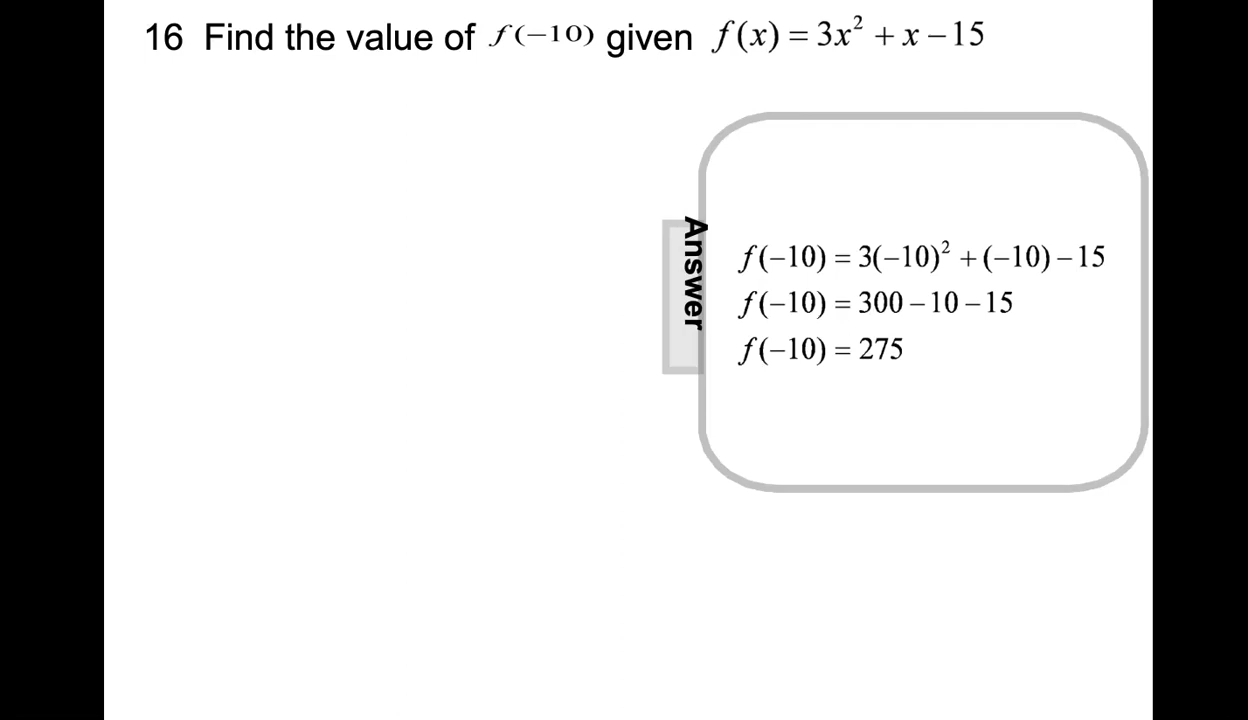 16 Find the value of f(−10) given f(x) = 3x² + x − 15
Answer
f(−10) = 3(−10)² + (−10) − 15
f(−10) = 300 − 10 − 15
f(−10) = 275